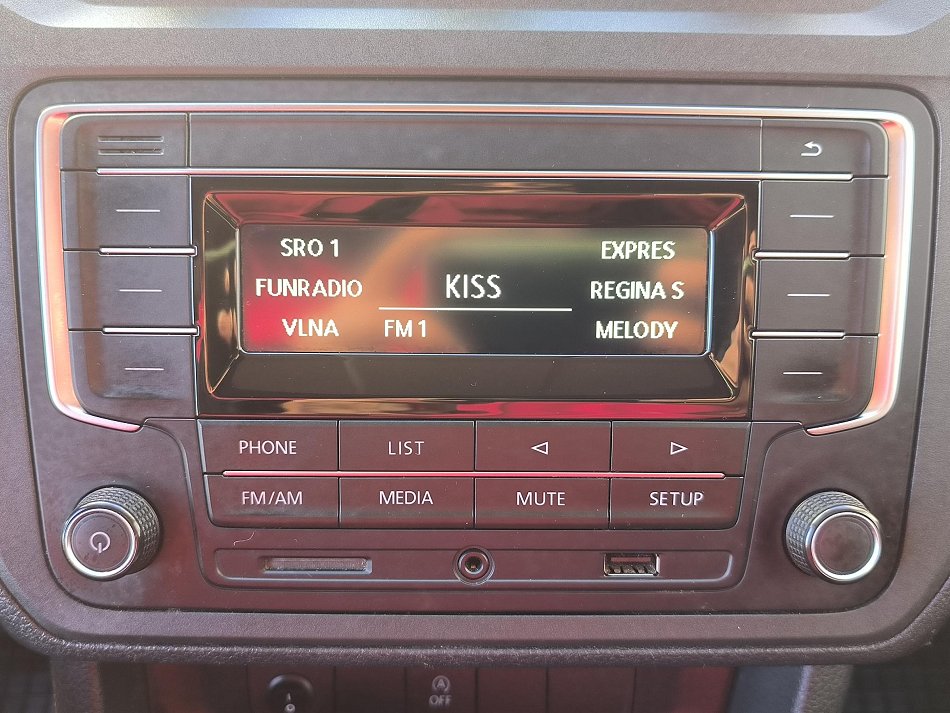 SRO 1
EXPRES
FUNRADIO
KISS
REGINA S
VLNA
FM 1
MELODY
PHONE
LIST
FM/AM
MEDIA
MUTE
SETUP
OFF